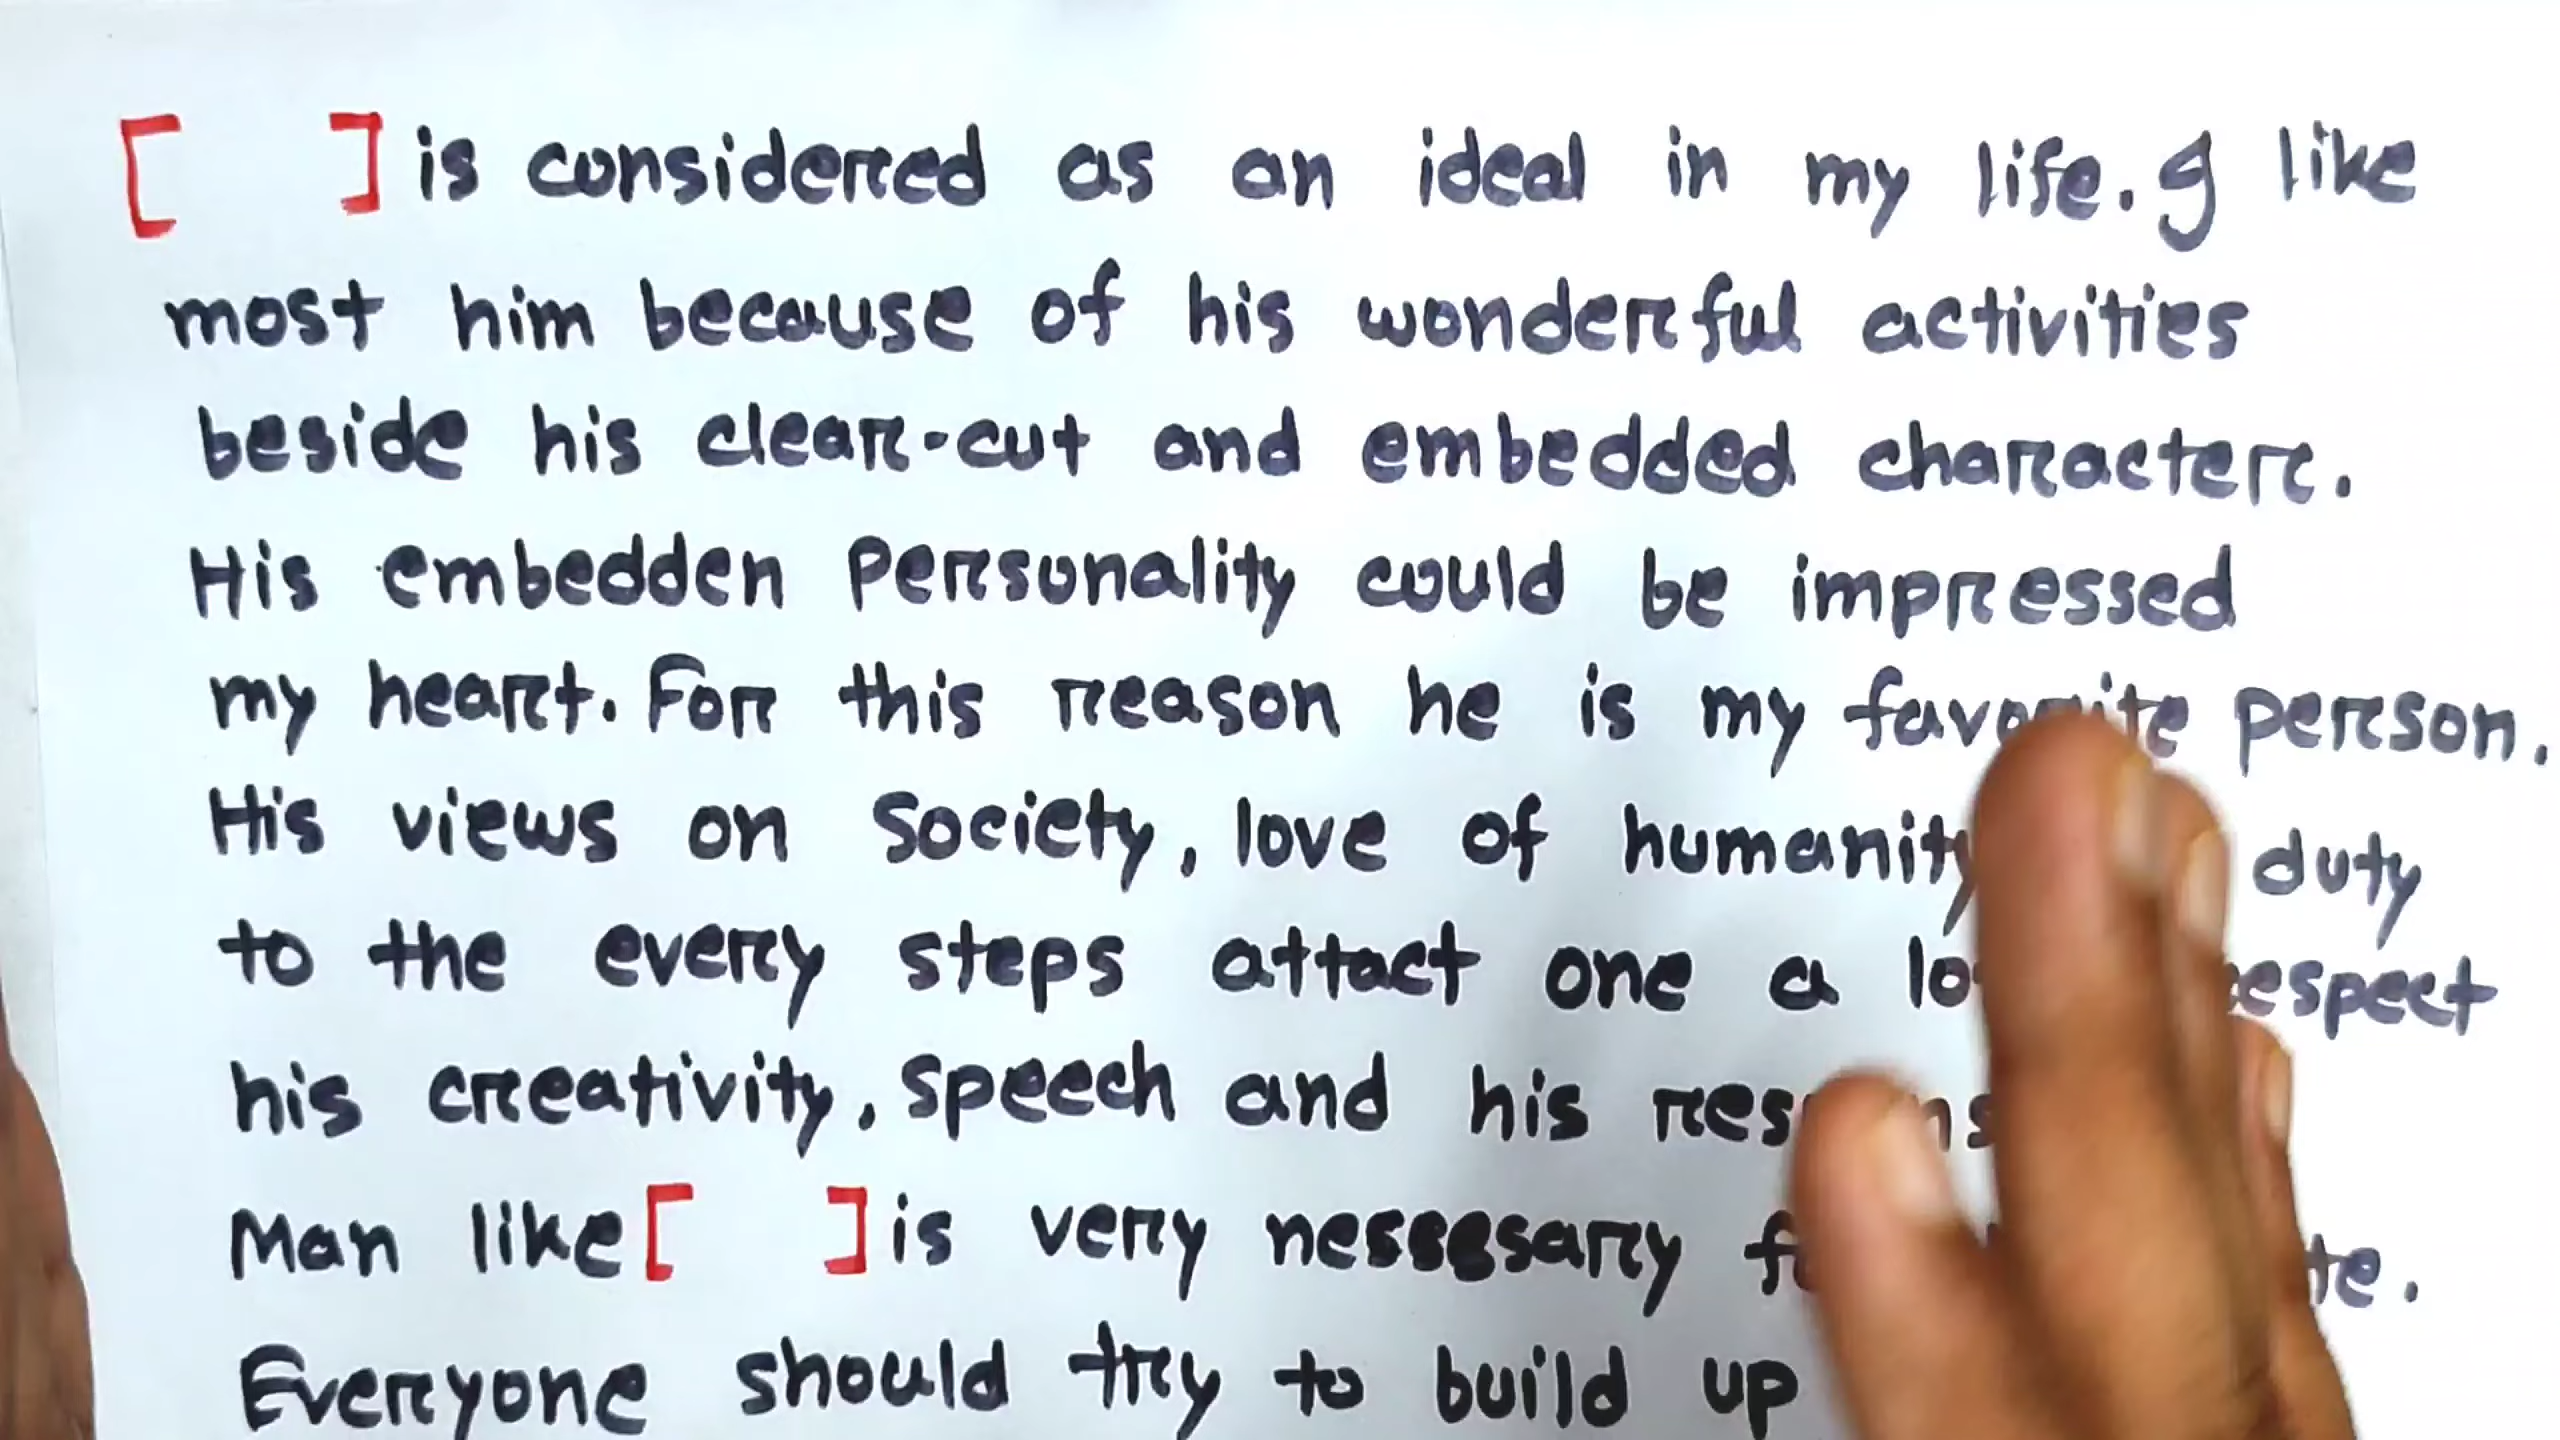 [ ] is considered as an ideal in my life. I like
most him because of his wonderful activities
beside his clear-cut and embedded character.
His embedden personality could be impressed
my heart. For this reason he is my favorite person.
His views on society, love of humanity duty
to the every steps attact one a
his creativity, speech and his
Man like [ ] is very nessesary
Everyone should try to build up